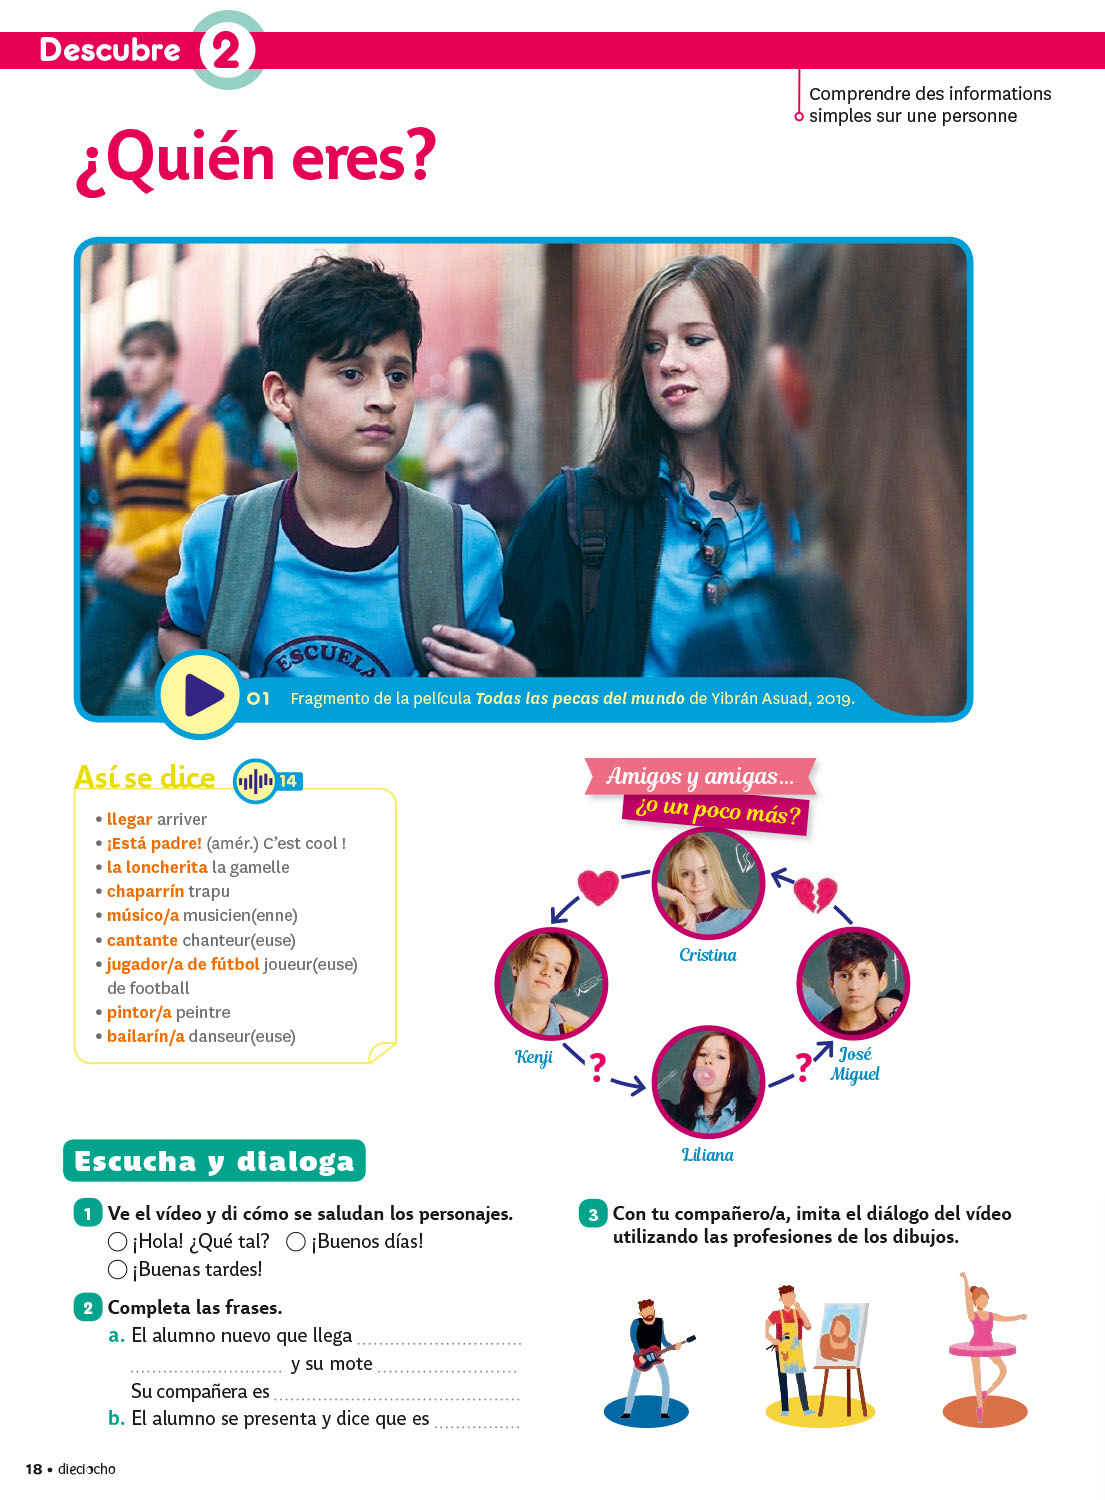 Descubre 2
Comprendre des informations
simples sur une personne
¿Quién eres?
ESCUELA
01 Fragmento de la película Todas las pecas del mundo de Yibrán Asuad, 2019.
Así se dice 14
• llegar arriver
• ¡Está padre! (amér.) C'est cool !
• la loncherita la gamelle
• chaparrín trapu
• músico/a musicien(enne)
• cantante chanteur(euse)
• jugador/a de fútbol joueur(euse)
de football
• pintor/a peintre
• bailarín/a danseur(euse)
Amigos y amigas...
¿o un poco más?
Cristina
Kenji
?
?
José
Miguel
Liliana
Escucha y dialoga
1 Ve el vídeo y di cómo se saludan los personajes.
¡Hola! ¿Qué tal? ¡Buenos días!
¡Buenas tardes!
2 Completa las frases.
a. El alumno nuevo que llega ..............................
............................ y su mote ..........................
Su compañera es .............................................
b. El alumno se presenta y dice que es ...............
3 Con tu compañero/a, imita el diálogo del vídeo
utilizando las profesiones de los dibujos.
18 • dieciocho